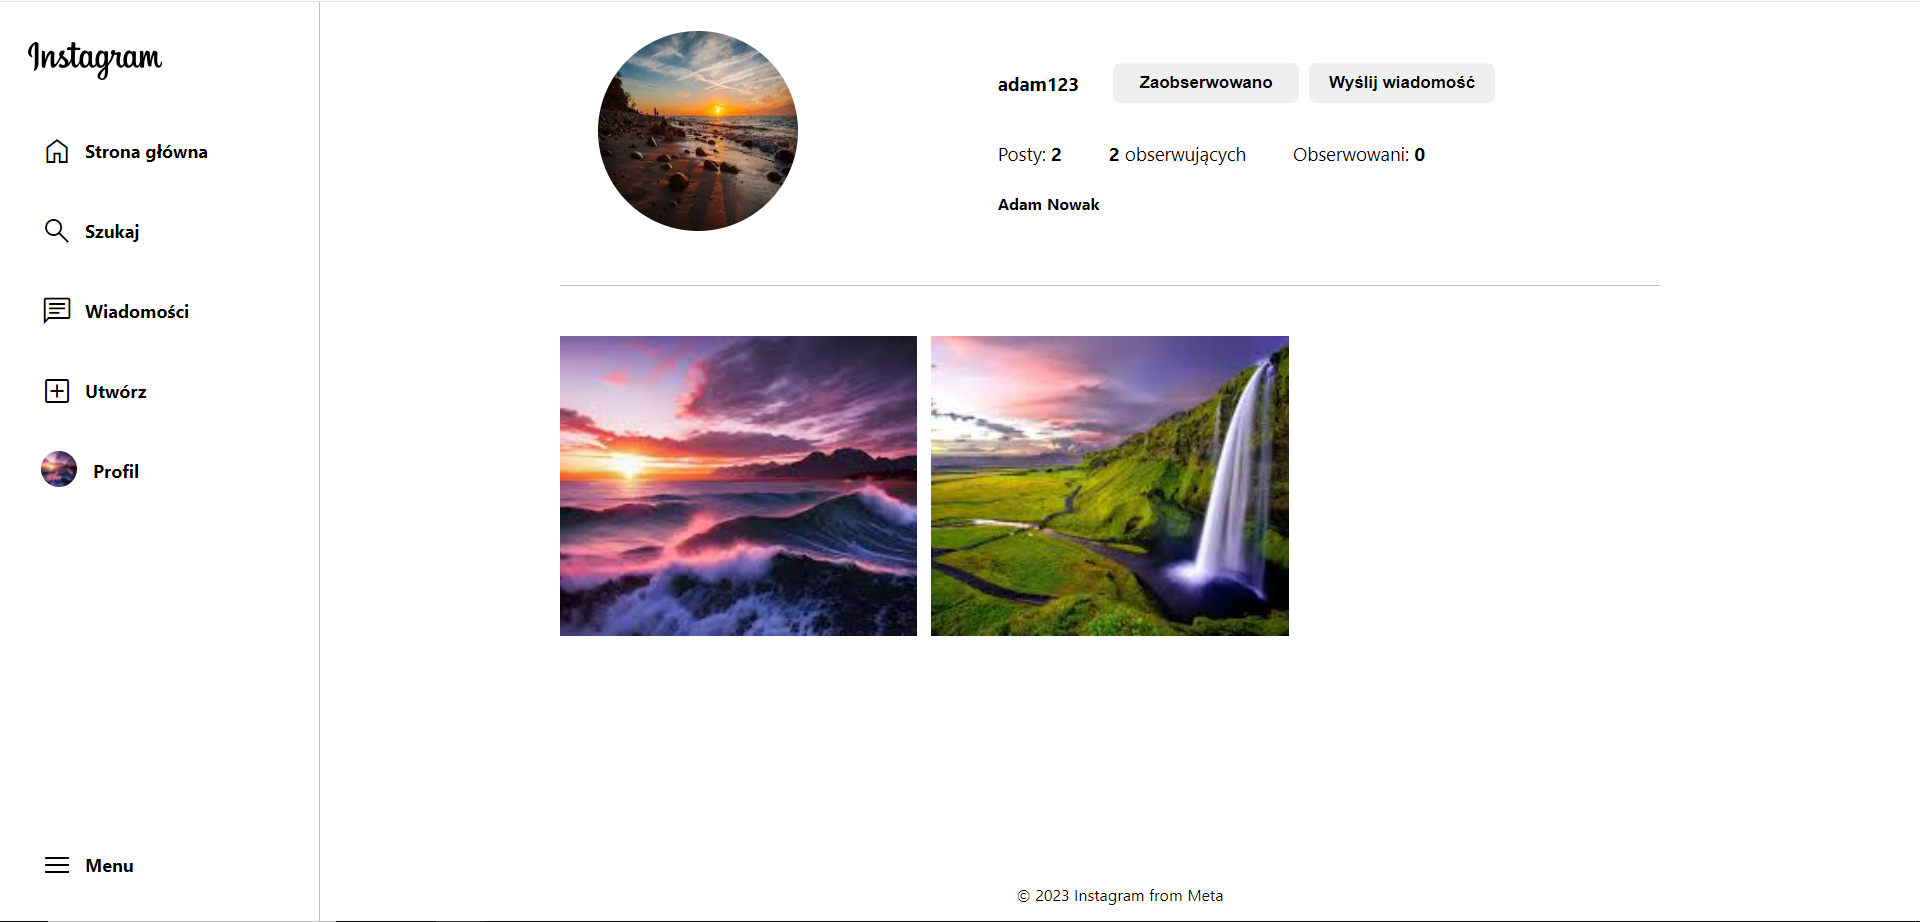 Instagram
Strona główna
Szukaj
Wiadomości
Utwórz
Profil
Menu
adam123 Zaobserwowano Wyślij wiadomość
Posty: 2 2 obserwujących Obserwowani: 0
Adam Nowak
© 2023 Instagram from Meta